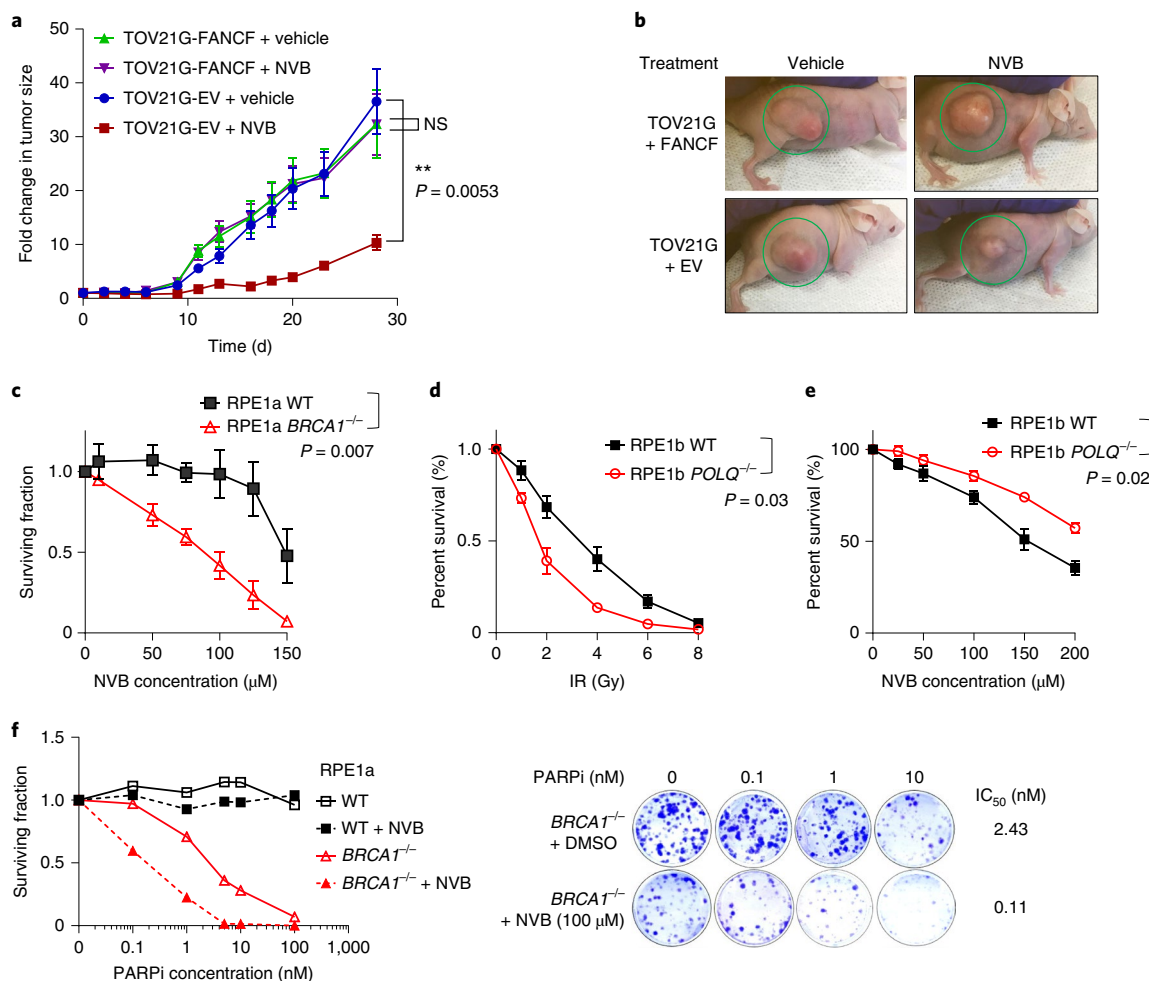 a
Fold change in tumor size
50
40
30
20
10
0
0 10 20 30
Time (d)
TOV21G-FANCF + vehicle
TOV21G-FANCF + NVB
TOV21G-EV + vehicle
TOV21G-EV + NVB
NS
**
P = 0.0053
b
Treatment Vehicle NVB
TOV21G
+ FANCF
TOV21G
+ EV
c
RPE1a WT
RPE1a BRCA1–/–
P = 0.007
Surviving fraction
1.0
0.5
0
0 50 100 150
NVB concentration (μM)
d
RPE1b WT
RPE1b POLQ–/–
P = 0.03
Percent survival (%)
1.0
0.5
0
0 2 4 6 8
IR (Gy)
e
RPE1b WT
RPE1b POLQ–/–
P = 0.02
Percent survival (%)
100
50
0
0 50 100 150 200
NVB concentration (μM)
f
Surviving fraction
1.5
1.0
0.5
0
0 0.1 1 10 100 1,000
PARPi concentration (nM)
RPE1a
WT
WT + NVB
BRCA1–/–
BRCA1–/– + NVB
PARPi (nM) 0 0.1 1 10
IC50 (nM)
BRCA1–/–
+ DMSO
2.43
BRCA1–/–
+ NVB (100 μM)
0.11